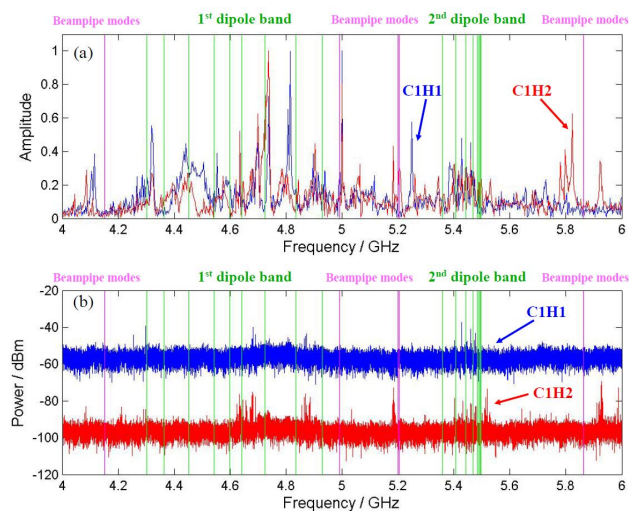 Beampipe modes 1st dipole band Beampipe modes 2nd dipole band Beampipe modes
(a)
C1H1
C1H2
Amplitude
1
0.8
0.6
0.4
0.2
0
4 4.2 4.4 4.6 4.8 5 5.2 5.4 5.6 5.8 6
Frequency / GHz
1st dipole band 2nd dipole band
Beampipe modes Beampipe modes Beampipe modes
(b)
C1H1
C1H2
Power / dBm
-20
-40
-60
-80
-100
-120
4 4.2 4.4 4.6 4.8 5 5.2 5.4 5.6 5.8 6
Frequency / GHz